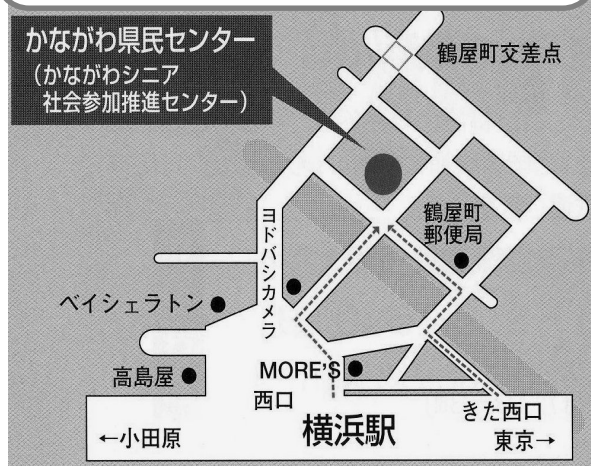 かながわ県民センター
（かながわシニア
社会参加推進センター）
鶴屋町交差点
鶴屋町
郵便局
ヨドバシカメラ
ベイシェラトン
高島屋
MORE'S
西口
きた西口
横浜駅
←小田原
東京→